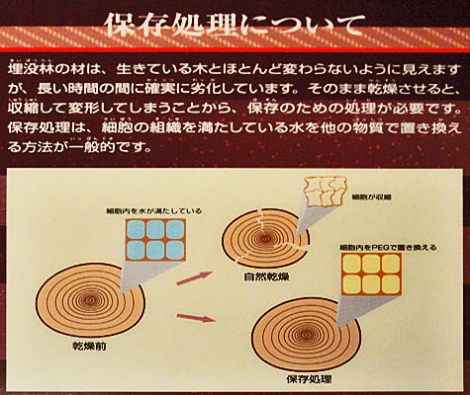 保存処理について
埋没林の材は、生きている木とほとんど変わらないように見えます
が、長い時間の間に確実に劣化しています。そのまま乾燥させると、
収縮して変形してしまうことから、保存のための処理が必要です。
保存処理は、細胞の組織を満たしている水を他の物質で置き換え
る方法が一般的です。
細胞が収縮
細胞内を水が満たしている
細胞内をPEGで置き換える
自然乾燥
乾燥前
保存処理